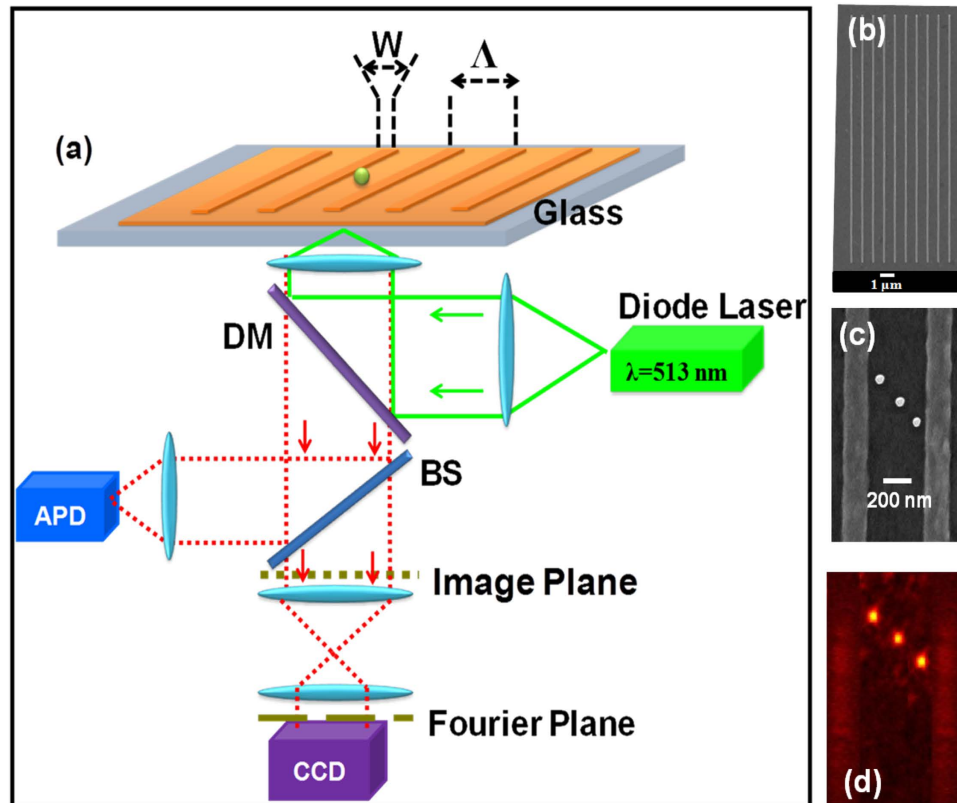 (a)
W
Λ
Glass
DM
Diode Laser
λ=513 nm
BS
APD
Image Plane
Fourier Plane
CCD
(b)
1 μm
(c)
200 nm
(d)